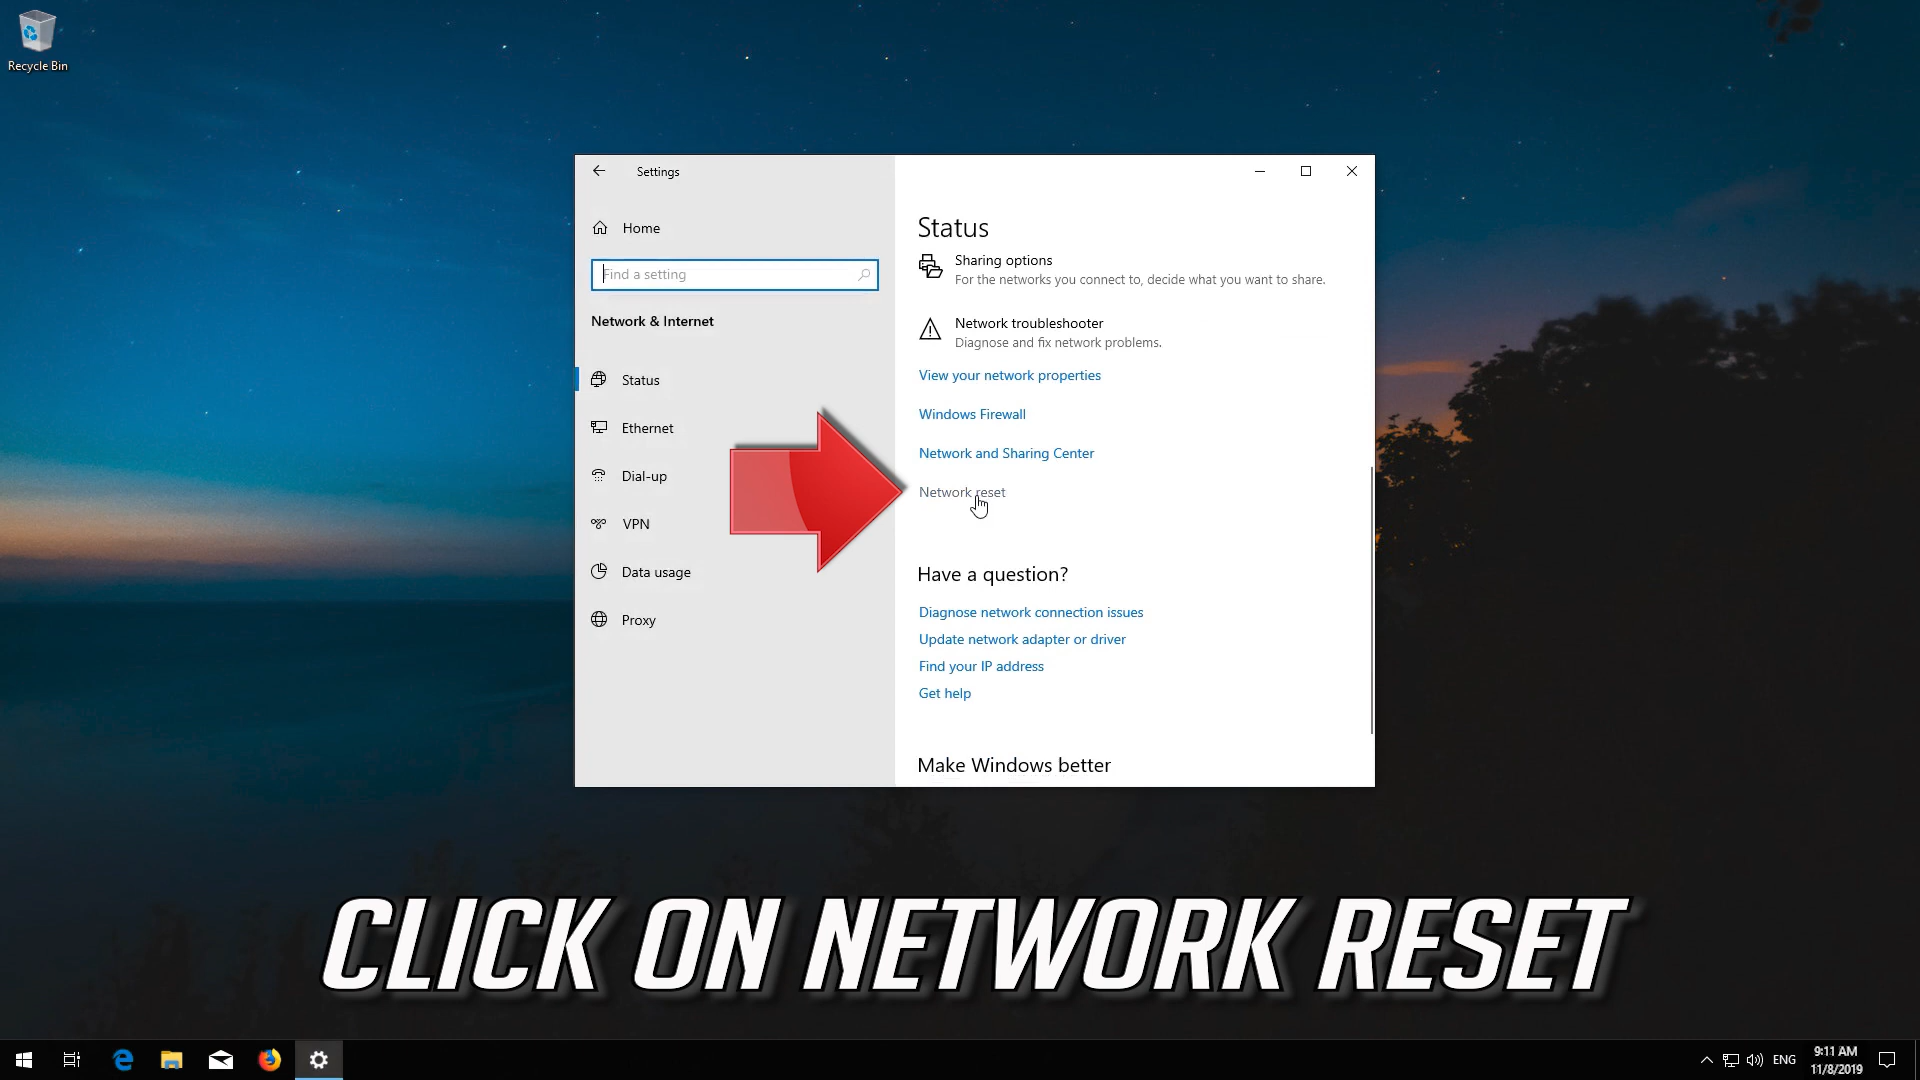 Recycle Bin
Settings
Home
Find a setting
Network & Internet
Status
Ethernet
Dial-up
VPN
Data usage
Proxy
Status
Sharing options
For the networks you connect to, decide what you want to share.
Network troubleshooter
Diagnose and fix network problems.
View your network properties
Windows Firewall
Network and Sharing Center
Network reset
Have a question?
Diagnose network connection issues
Update network adapter or driver
Find your IP address
Get help
Make Windows better
CLICK ON NETWORK RESET
ENG
9:11 AM
11/8/2019